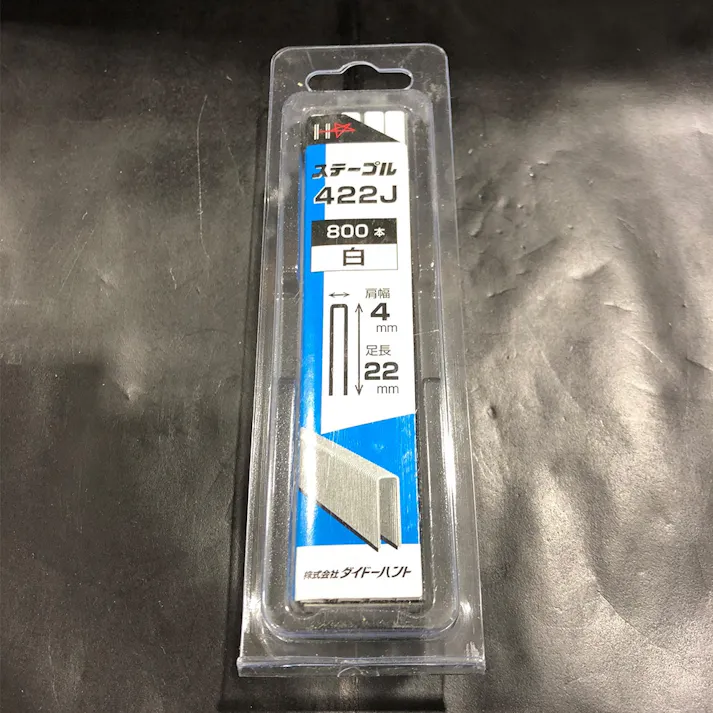 ステープル
422J
800本
白
肩幅
4
mm
足長
22
mm
株式会社 ダイドーハント